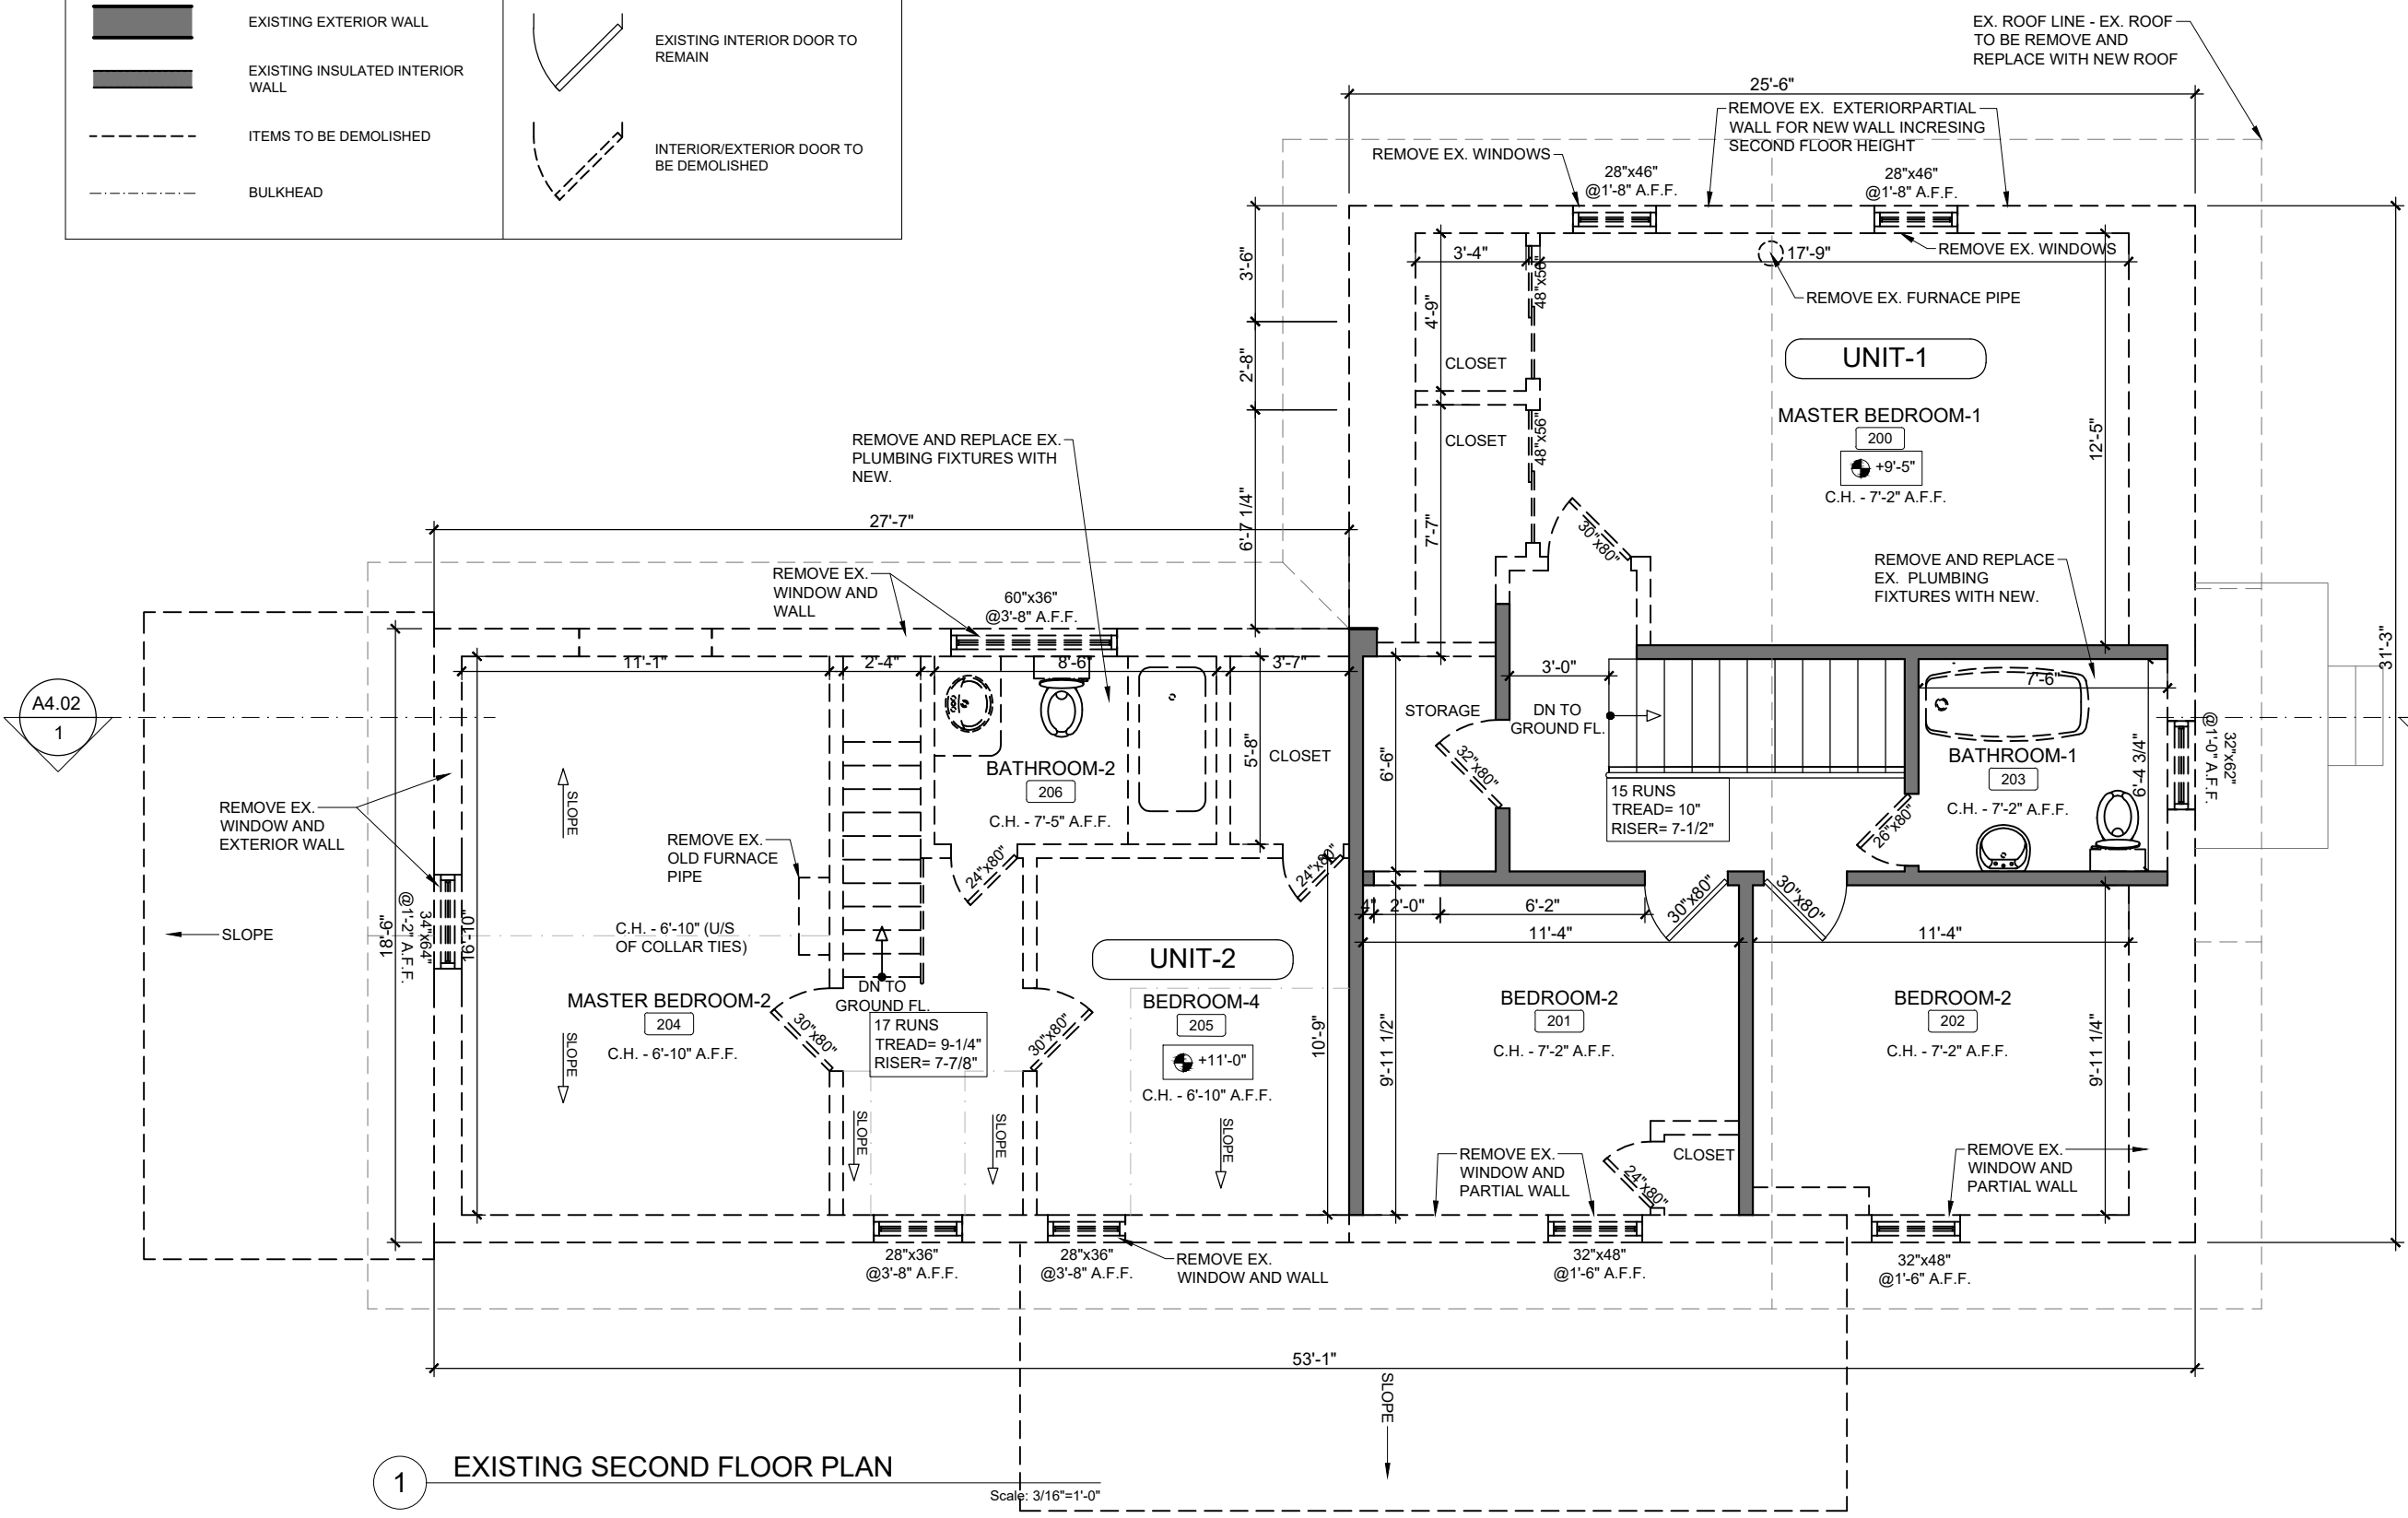 EXISTING EXTERIOR WALL
EXISTING INSULATED INTERIOR
WALL
ITEMS TO BE DEMOLISHED
BULKHEAD
EXISTING INTERIOR DOOR TO
REMAIN
INTERIOR/EXTERIOR DOOR TO
BE DEMOLISHED
EX. ROOF LINE - EX. ROOF
TO BE REMOVE AND
REPLACE WITH NEW ROOF
25'-6"
REMOVE EX. EXTERIORPARTIAL
WALL FOR NEW WALL INCRESING
SECOND FLOOR HEIGHT
REMOVE EX. WINDOWS
28"x46"
@1'-8" A.F.F.
28"x46"
@1'-8" A.F.F.
REMOVE EX. WINDOWS
3'-4"
17'-9"
REMOVE EX. FURNACE PIPE
3'-6"
2'-8"
6'-7 1/4"
4'-9"
7'-7"
48"x56"
48"x56"
CLOSET
CLOSET
UNIT-1
MASTER BEDROOM-1
200
+9'-5"
C.H. - 7'-2" A.F.F.
12'-5"
31'-3"
30"x80"
REMOVE AND REPLACE EX.
PLUMBING FIXTURES WITH
NEW.
27'-7"
REMOVE EX.
WINDOW AND
WALL
60"x36"
@3'-8" A.F.F.
REMOVE AND REPLACE
EX. PLUMBING
FIXTURES WITH NEW.
11'-1"
2'-4"
8'-6"
3'-7"
3'-0"
7'-6"
A4.02
1
STORAGE
DN TO
GROUND FL.
32"x80"
6'-6"
5'-8"
CLOSET
BATHROOM-2
206
C.H. - 7'-5" A.F.F.
BATHROOM-1
203
C.H. - 7'-2" A.F.F.
6'-4 3/4"
32"x62"
@1'-0" A.F.F.
15 RUNS
TREAD= 10"
RISER= 7-1/2"
26"x80"
SLOPE
REMOVE EX.
WINDOW AND
EXTERIOR WALL
REMOVE EX.
OLD FURNACE
PIPE
24"x80"
24"x80"
4"
2'-0"
6'-2"
30"x80"
30"x80"
SLOPE
18'-9"
34"x64"
@1'-2" A.F.F.
16'-10"
C.H. - 6'-10" (U/S
OF COLLAR TIES)
11'-4"
11'-4"
UNIT-2
MASTER BEDROOM-2
204
C.H. - 6'-10" A.F.F.
DN TO
GROUND FL.
17 RUNS
TREAD= 9-1/4"
RISER= 7-7/8"
30"x80"
30"x80"
BEDROOM-4
205
+11'-0"
C.H. - 6'-10" A.F.F.
10'-9"
9'-11 1/2"
BEDROOM-2
201
C.H. - 7'-2" A.F.F.
BEDROOM-2
202
C.H. - 7'-2" A.F.F.
9'-11 1/4"
SLOPE
SLOPE
SLOPE
SLOPE
REMOVE EX.
WINDOW AND
PARTIAL WALL
CLOSET
24"x80"
REMOVE EX.
WINDOW AND
PARTIAL WALL
28"x36"
@3'-8" A.F.F.
28"x36"
@3'-8" A.F.F.
REMOVE EX.
WINDOW AND WALL
32"x48"
@1'-6" A.F.F.
32"x48"
@1'-6" A.F.F.
53'-1"
SLOPE
1
EXISTING SECOND FLOOR PLAN
Scale: 3/16"=1'-0"